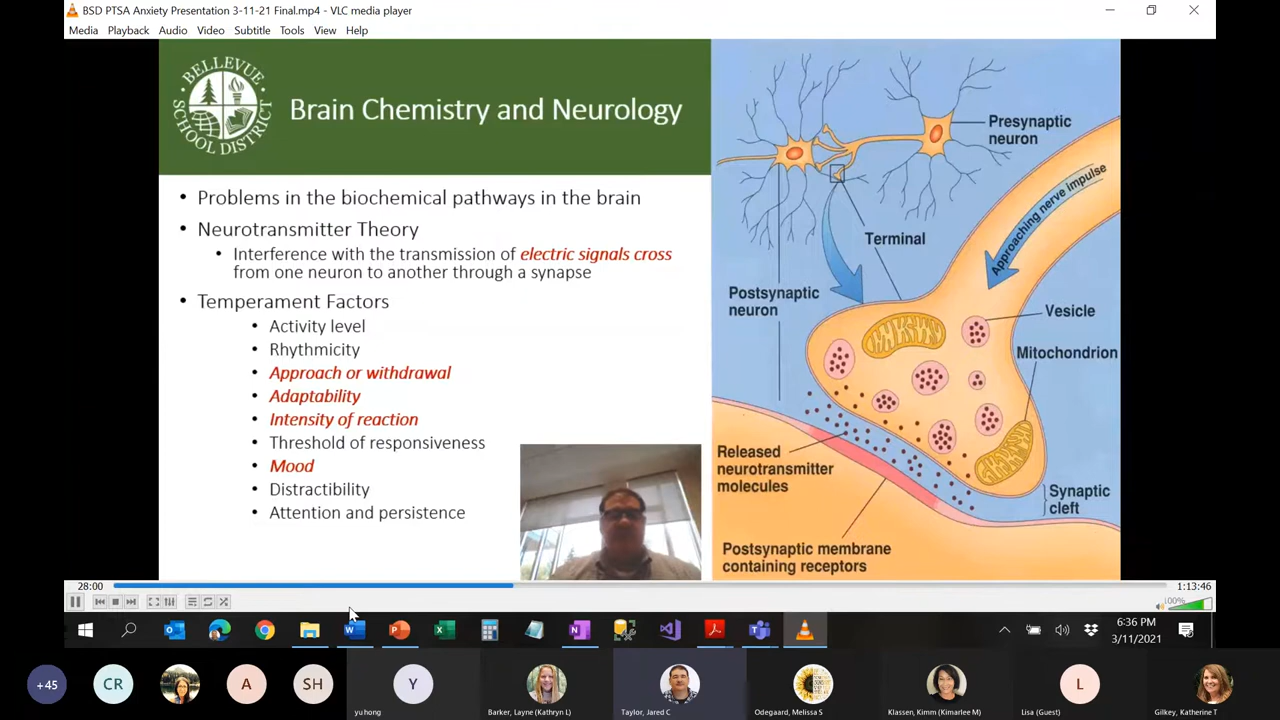 BSD PTSA Anxiety Presentation 3-11-21 Final.mp4 - VLC media player
Media Playback Audio Video Subtitle Tools View Help
BELLEVUE
SCHOOL DISTRICT
Brain Chemistry and Neurology
• Problems in the biochemical pathways in the brain
• Neurotransmitter Theory
• Interference with the transmission of electric signals cross
from one neuron to another through a synapse
• Temperament Factors
• Activity level
• Rhythmicity
• Approach or withdrawal
• Adaptability
• Intensity of reaction
• Threshold of responsiveness
• Mood
• Distractibility
• Attention and persistence
Presynaptic
neuron
Approaching nerve impulse
Terminal
Postsynaptic
neuron
Vesicle
Mitochondrion
Released
neurotransmitter
molecules
Synaptic
cleft
Postsynaptic membrane
containing receptors
28:00
1:13:46
100%
6:36 PM
3/11/2021
+45
CR
A
SH
Y
L
yu hong
Barker, Layne (Kathryn L)
Taylor, Jared C
Odegaard, Melissa S
Klassen, Kimm (Kimarlee M)
Lisa (Guest)
Gilkey, Katherine T